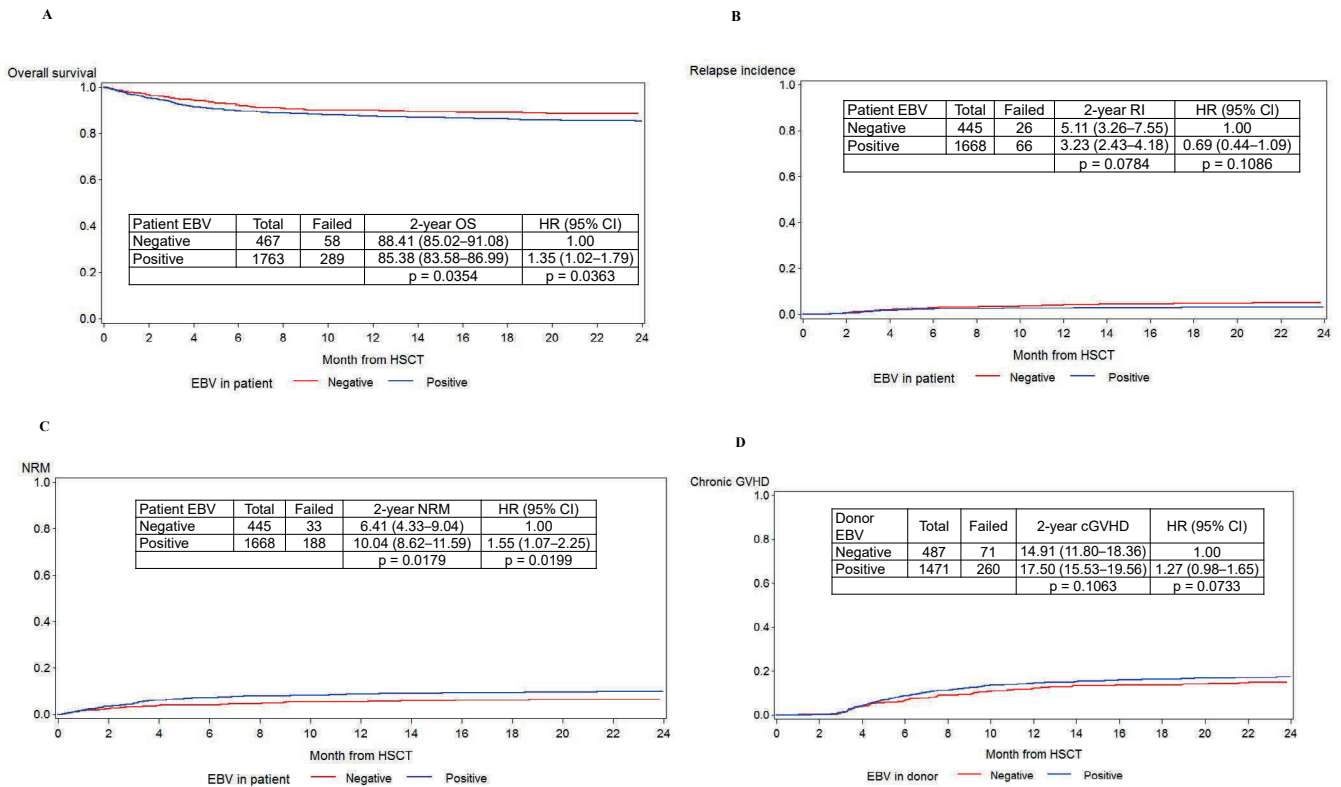 A
Overall survival
1.0
0.8
0.6
0.4
0.2
0.0
Patient EBV Total Failed 2-year OS HR (95% CI)
Negative 467 58 88.41 (85.02–91.08) 1.00
Positive 1763 289 85.38 (83.58–86.99) 1.35 (1.02–1.79)
p = 0.0354 p = 0.0363
0 2 4 6 8 10 12 14 16 18 20 22 24
Month from HSCT
EBV in patient Negative Positive
B
Relapse incidence
1.0
0.8
0.6
0.4
0.2
0.0
Patient EBV Total Failed 2-year RI HR (95% CI)
Negative 445 26 5.11 (3.26–7.55) 1.00
Positive 1668 66 3.23 (2.43–4.18) 0.69 (0.44–1.09)
p = 0.0784 p = 0.1086
0 2 4 6 8 10 12 14 16 18 20 22 24
Month from HSCT
EBV in patient Negative Positive
C
NRM
1.0
0.8
0.6
0.4
0.2
0.0
Patient EBV Total Failed 2-year NRM HR (95% CI)
Negative 445 33 6.41 (4.33–9.04) 1.00
Positive 1668 188 10.04 (8.62–11.59) 1.55 (1.07–2.25)
p = 0.0179 p = 0.0199
0 2 4 6 8 10 12 14 16 18 20 22 24
Month from HSCT
EBV in patient Negative Positive
D
Chronic GVHD
1.0
0.8
0.6
0.4
0.2
0.0
Donor
EBV Total Failed 2-year cGVHD HR (95% CI)
Negative 487 71 14.91 (11.80–18.36) 1.00
Positive 1471 260 17.50 (15.53–19.56) 1.27 (0.98–1.65)
p = 0.1063 p = 0.0733
0 2 4 6 8 10 12 14 16 18 20 22 24
Month from HSCT
EBV in donor Negative Positive